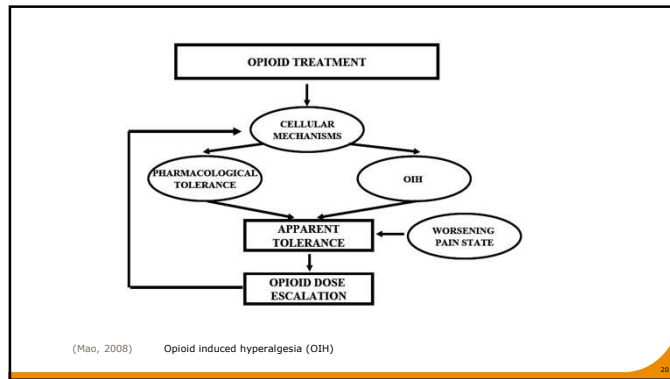 OPIOID TREATMENT
CELLULAR
MECHANISMS
PHARMACOLOGICAL
TOLERANCE
OIH
APPARENT
TOLERANCE
WORSENING
PAIN STATE
OPIOID DOSE
ESCALATION
(Mao, 2008) Opioid induced hyperalgesia (OIH)